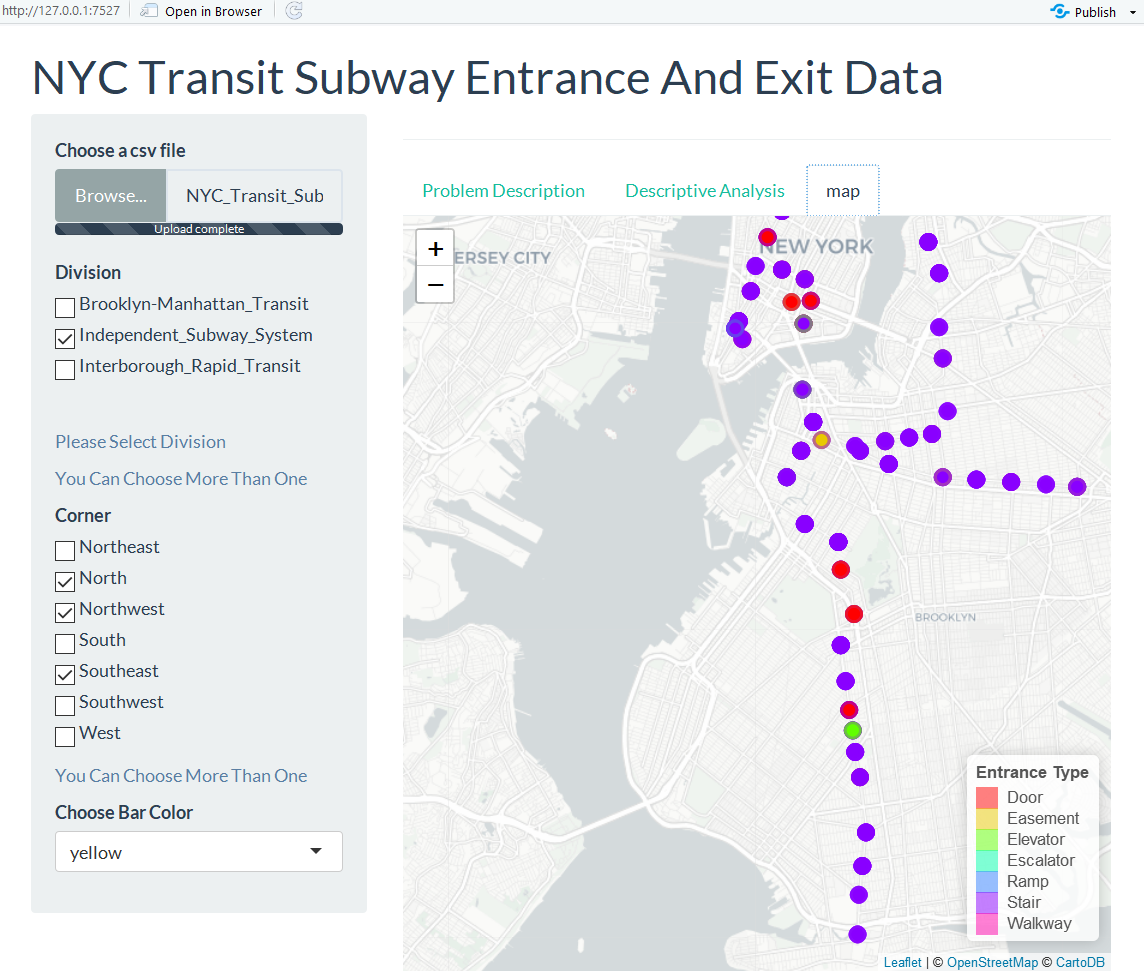 http://127.0.0.1:7527 Open in Browser Publish
NYC Transit Subway Entrance And Exit Data
Choose a csv file
Browse... NYC_Transit_Sub
Upload complete
Division
Brooklyn-Manhattan_Transit
Independent_Subway_System
Interborough_Rapid_Transit
Please Select Division
You Can Choose More Than One
Corner
Northeast
North
Northwest
South
Southeast
Southwest
West
You Can Choose More Than One
Choose Bar Color
yellow
Problem Description Descriptive Analysis map
+
−
ERSEY CITY
NEW YORK
BROOKLYN
Entrance Type
Door
Easement
Elevator
Escalator
Ramp
Stair
Walkway
Leaflet | © OpenStreetMap © CartoDB